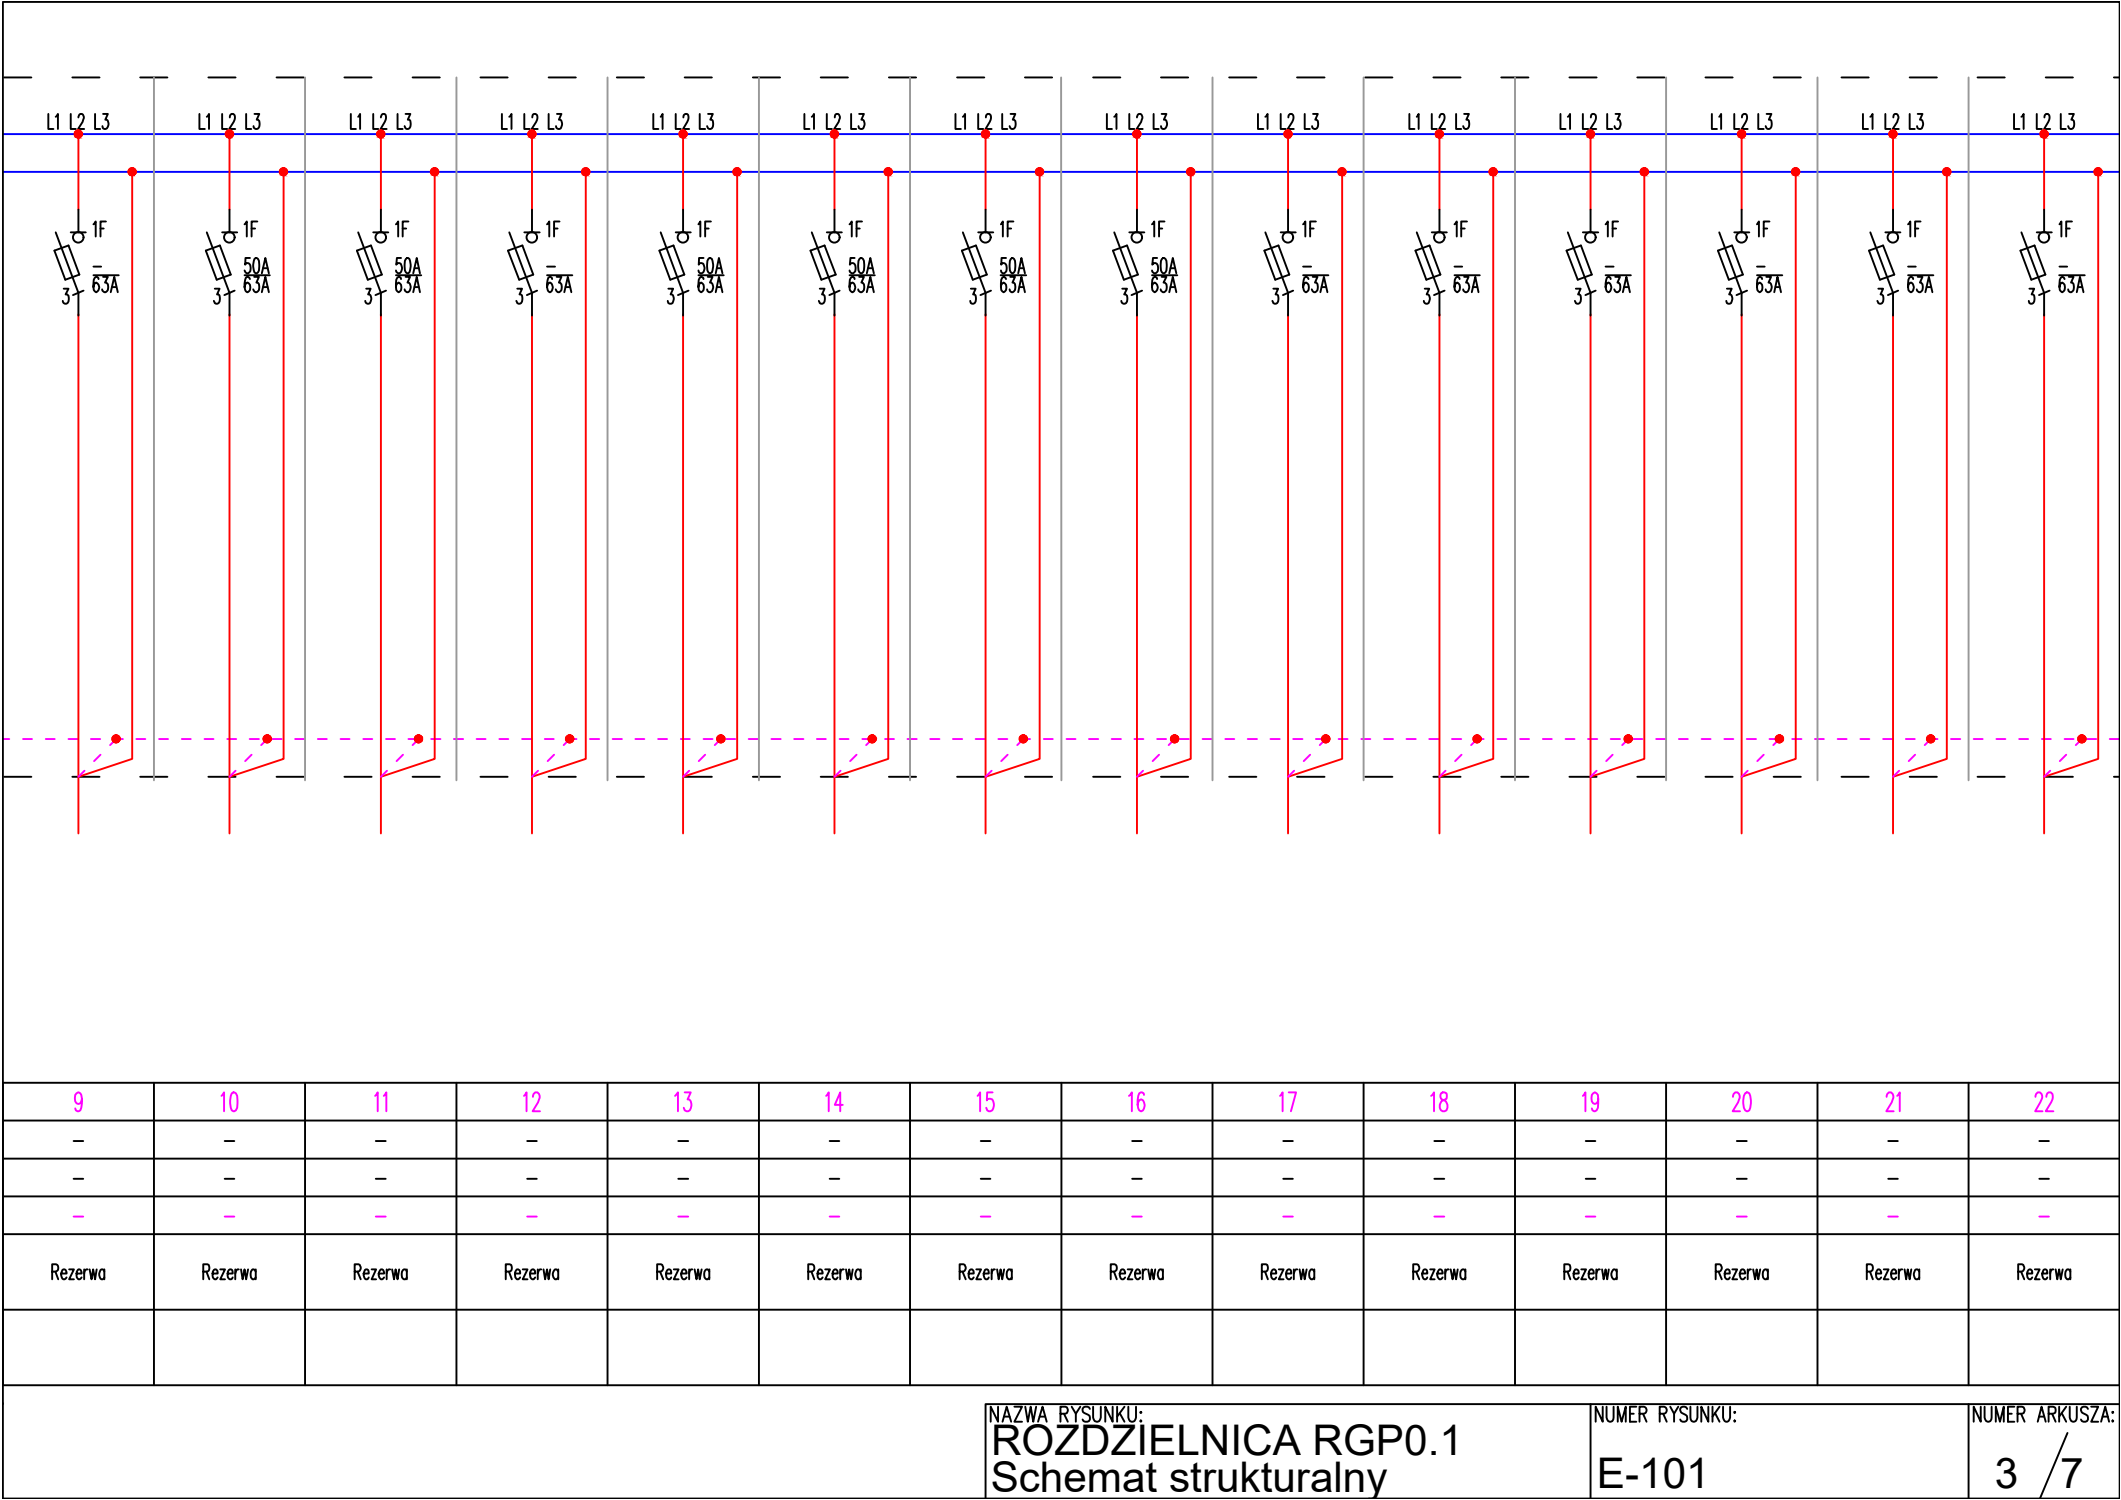 L1 L2 L3 L1 L2 L3 L1 L2 L3 L1 L2 L3 L1 L2 L3 L1 L2 L3 L1 L2 L3 L1 L2 L3 L1 L2 L3 L1 L2 L3 L1 L2 L3 L1 L2 L3 L1 L2 L3 L1 L2 L3
1F 1F 1F 1F 1F 1F 1F 1F 1F 1F 1F 1F 1F 1F
– 50A 50A – 50A 50A 50A 50A – – – – – –
63A 63A 63A 63A 63A 63A 63A 63A 63A 63A 63A 63A 63A 63A
3 3 3 3 3 3 3 3 3 3 3 3 3 3
9 10 11 12 13 14 15 16 17 18 19 20 21 22
– – – – – – – – – – – – – –
– – – – – – – – – – – – – –
– – – – – – – – – – – – – –
Rezerwa Rezerwa Rezerwa Rezerwa Rezerwa Rezerwa Rezerwa Rezerwa Rezerwa Rezerwa Rezerwa Rezerwa Rezerwa Rezerwa
NAZWA RYSUNKU:
ROZDZIELNICA RGP0.1
Schemat strukturalny
NUMER RYSUNKU:
E-101
NUMER ARKUSZA:
3 / 7